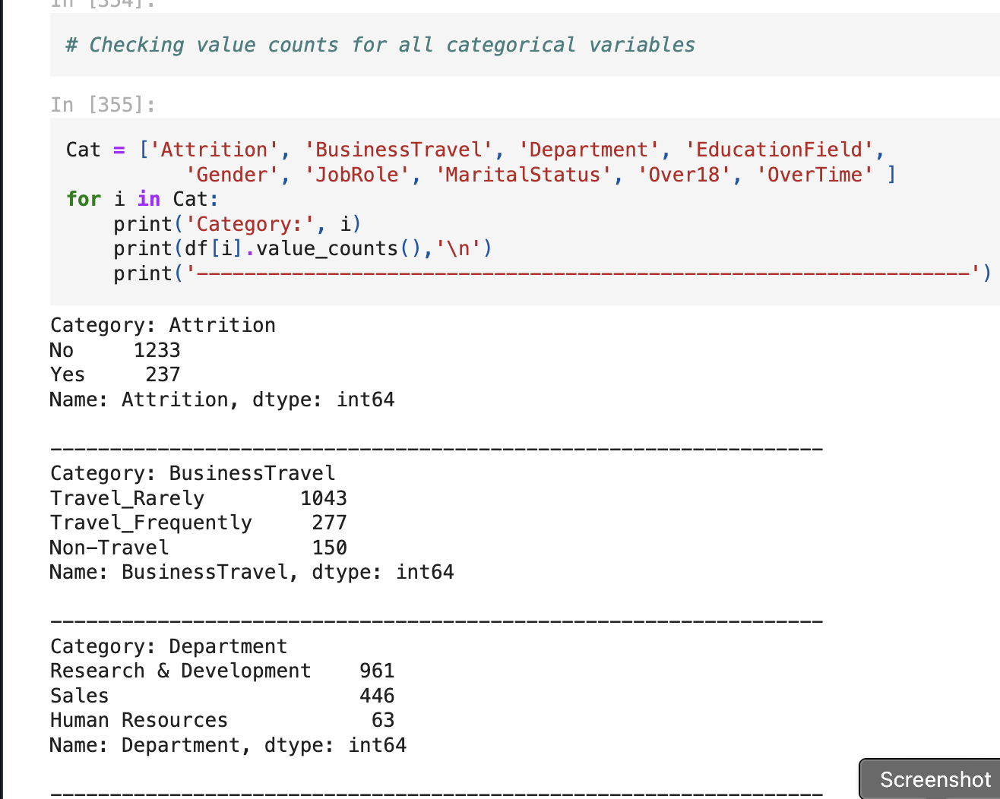 In [354]:
# Checking value counts for all categorical variables
In [355]:
Cat = ['Attrition', 'BusinessTravel', 'Department', 'EducationField',
          'Gender', 'JobRole', 'MaritalStatus', 'Over18', 'OverTime' ]
for i in Cat:
    print('Category:', i)
    print(df[i].value_counts(),'\n')
    print('-----------------------------------------------------------------')
Category: Attrition
No     1233
Yes     237
Name: Attrition, dtype: int64
-----------------------------------------------------------------
Category: BusinessTravel
Travel_Rarely        1043
Travel_Frequently     277
Non-Travel            150
Name: BusinessTravel, dtype: int64
-----------------------------------------------------------------
Category: Department
Research & Development    961
Sales                     446
Human Resources            63
Name: Department, dtype: int64
-----------------------------------------------------------------
Screenshot